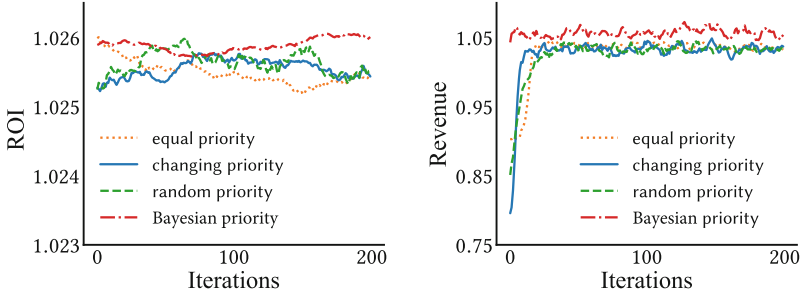 ROI
1.026
1.025
1.024
1.023
equal priority
changing priority
random priority
Bayesian priority
0 100 200
Iterations
Revenue
1.05
0.95
0.85
0.75
equal priority
changing priority
random priority
Bayesian priority
0 100 200
Iterations